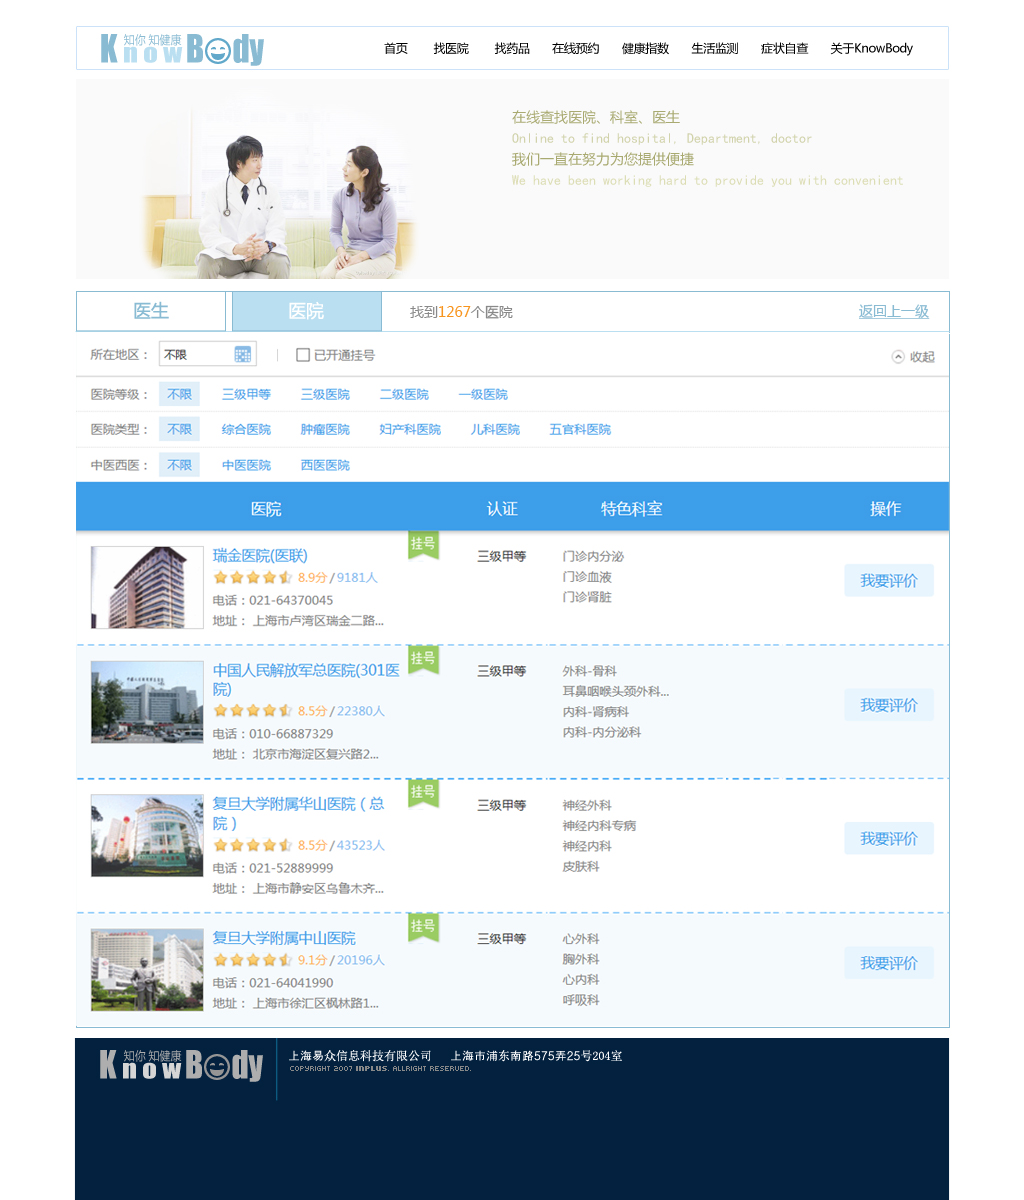 知你 知健康
KnowBody
首页 找医院 找药品 在线预约 健康指数 生活监测 症状自查 关于KnowBody
在线查找医院、科室、医生
Online to find hospital, Department, doctor
我们一直在努力为您提供便捷
We have been working hard to provide you with convenient
医生 医院 找到1267个医院 返回上一级
所在地区： 不限 已开通挂号 收起
医院等级： 不限 三级甲等 三级医院 二级医院 一级医院
医院类型： 不限 综合医院 肿瘤医院 妇产科医院 儿科医院 五官科医院
中医西医： 不限 中医医院 西医医院
医院 认证 特色科室 操作
瑞金医院(医联)
8.9分/9181人
电话：021-64370045
地址： 上海市卢湾区瑞金二路...
挂号
三级甲等
门诊内分泌
门诊血液
门诊肾脏
我要评价
中国人民解放军总医院(301医
院)
8.5分/22380人
电话：010-66887329
地址： 北京市海淀区复兴路2...
挂号
三级甲等
外科-骨科
耳鼻咽喉头颈外科...
内科-肾病科
内科-内分泌科
我要评价
复旦大学附属华山医院（总
院）
8.5分/43523人
电话：021-52889999
地址： 上海市静安区乌鲁木齐...
挂号
三级甲等
神经外科
神经内科专病
神经内科
皮肤科
我要评价
复旦大学附属中山医院
9.1分/20196人
电话：021-64041990
地址： 上海市徐汇区枫林路1...
挂号
三级甲等
心外科
胸外科
心内科
呼吸科
我要评价
知你 知健康
KnowBody
上海易众信息科技有限公司 上海市浦东南路575弄25号204室
COPYRIGHT 2007 INPLUS. ALLRIGHT RESERVED.